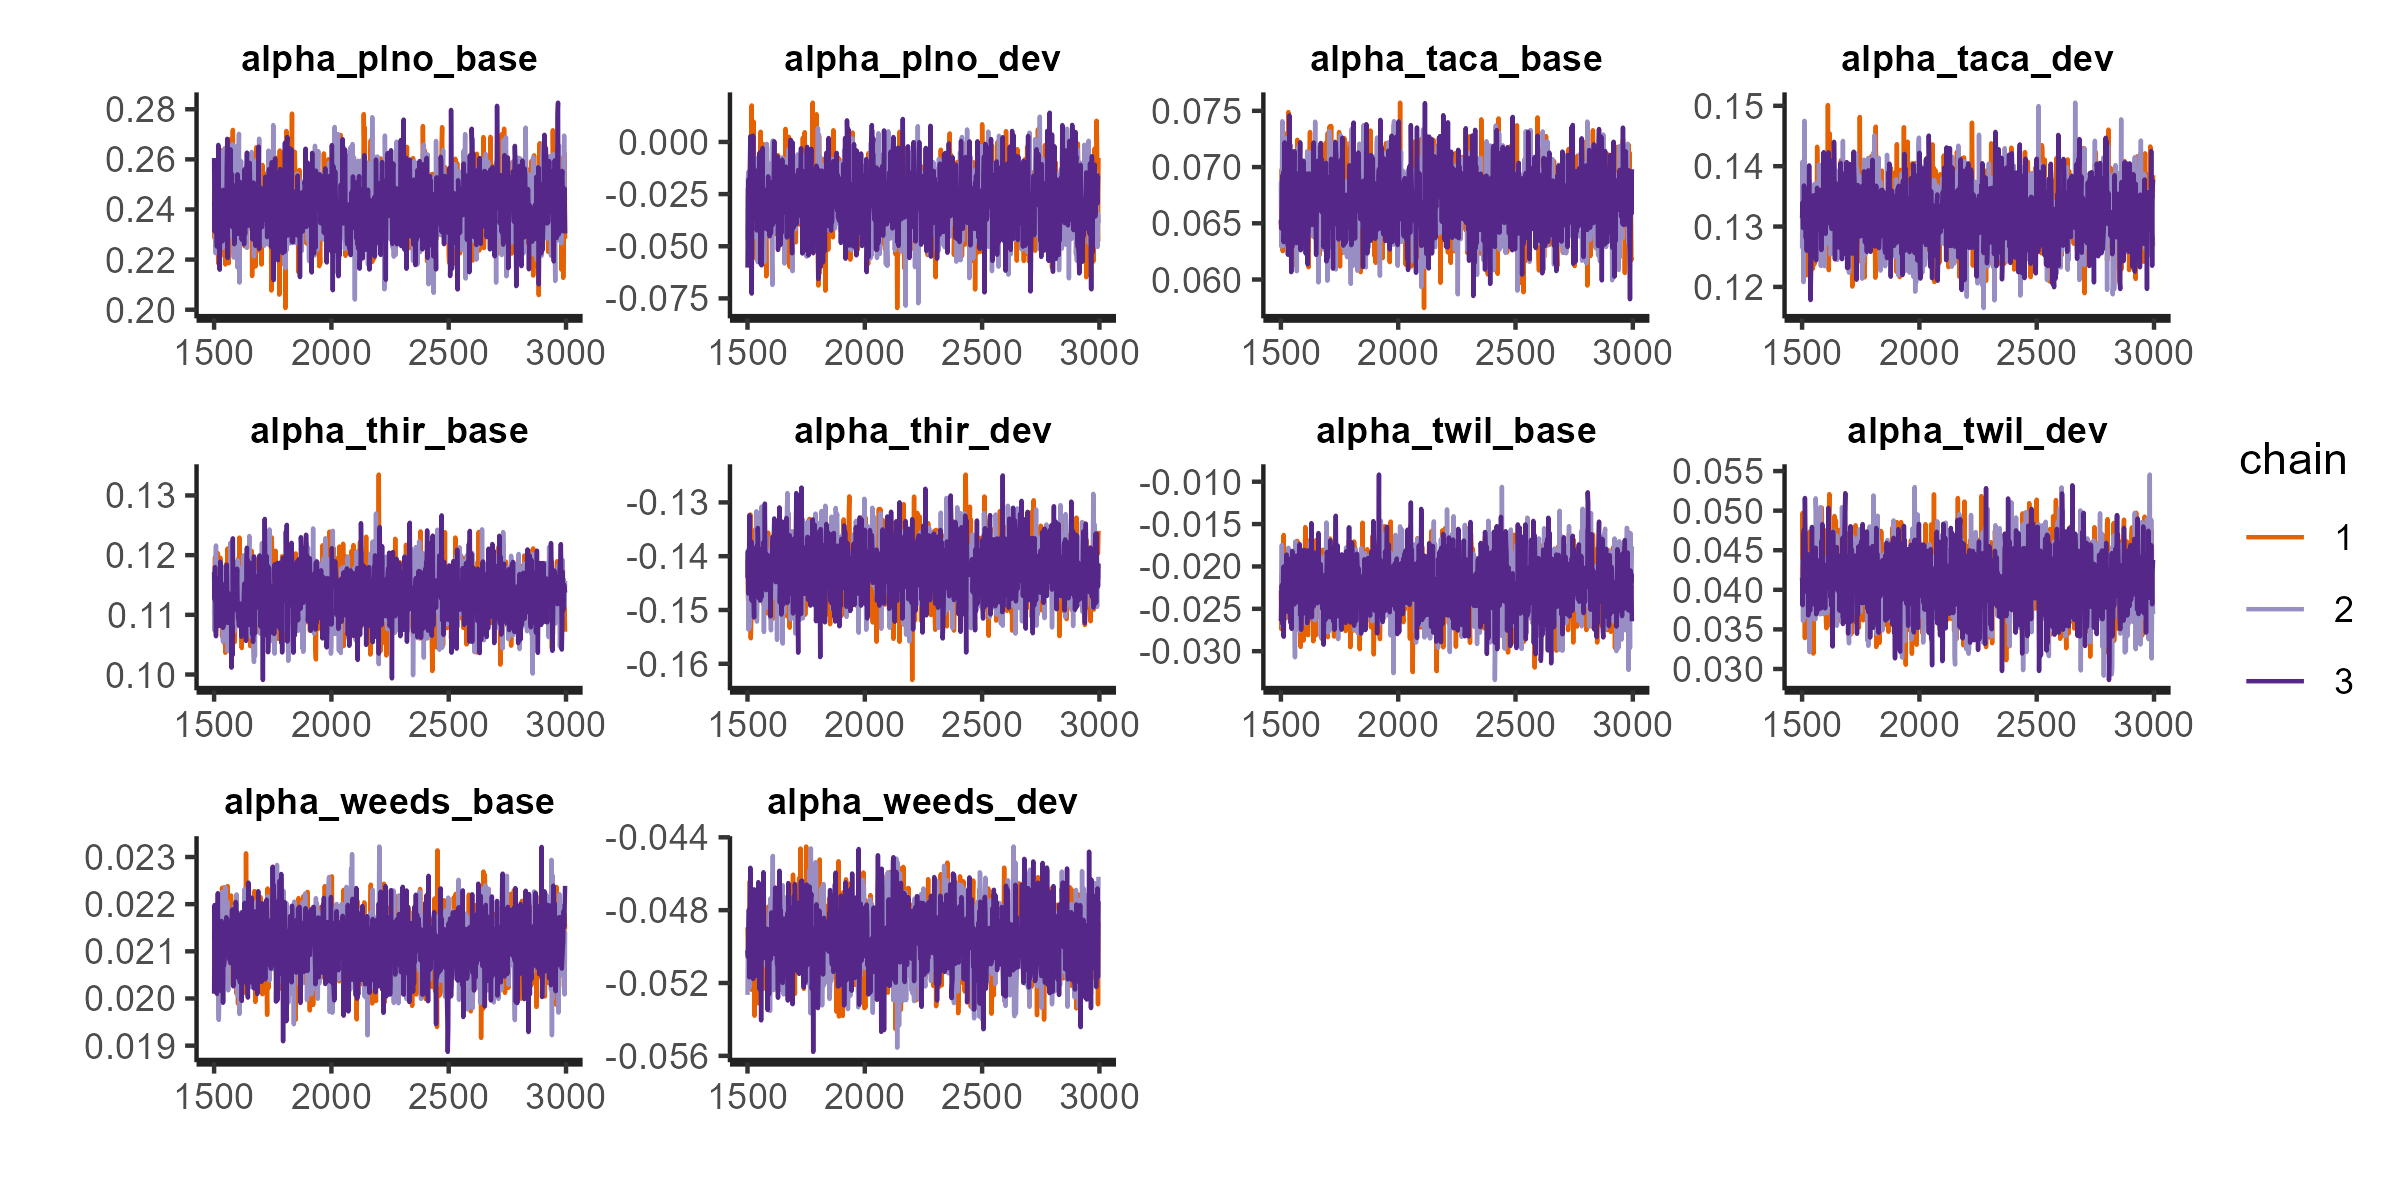 alpha_plno_base
alpha_plno_dev
alpha_taca_base
alpha_taca_dev
0.28
0.26
0.24
0.22
0.20
1500 2000 2500 3000
0.000
-0.025
-0.050
-0.075
1500 2000 2500 3000
0.075
0.070
0.065
0.060
1500 2000 2500 3000
0.15
0.14
0.13
0.12
1500 2000 2500 3000
alpha_thir_base
alpha_thir_dev
alpha_twil_base
alpha_twil_dev
0.13
0.12
0.11
0.10
1500 2000 2500 3000
-0.13
-0.14
-0.15
-0.16
1500 2000 2500 3000
-0.010
-0.015
-0.020
-0.025
-0.030
1500 2000 2500 3000
0.055
0.050
0.045
0.040
0.035
0.030
1500 2000 2500 3000
chain
1
2
3
alpha_weeds_base
alpha_weeds_dev
0.023
0.022
0.021
0.020
0.019
1500 2000 2500 3000
-0.044
-0.048
-0.052
-0.056
1500 2000 2500 3000